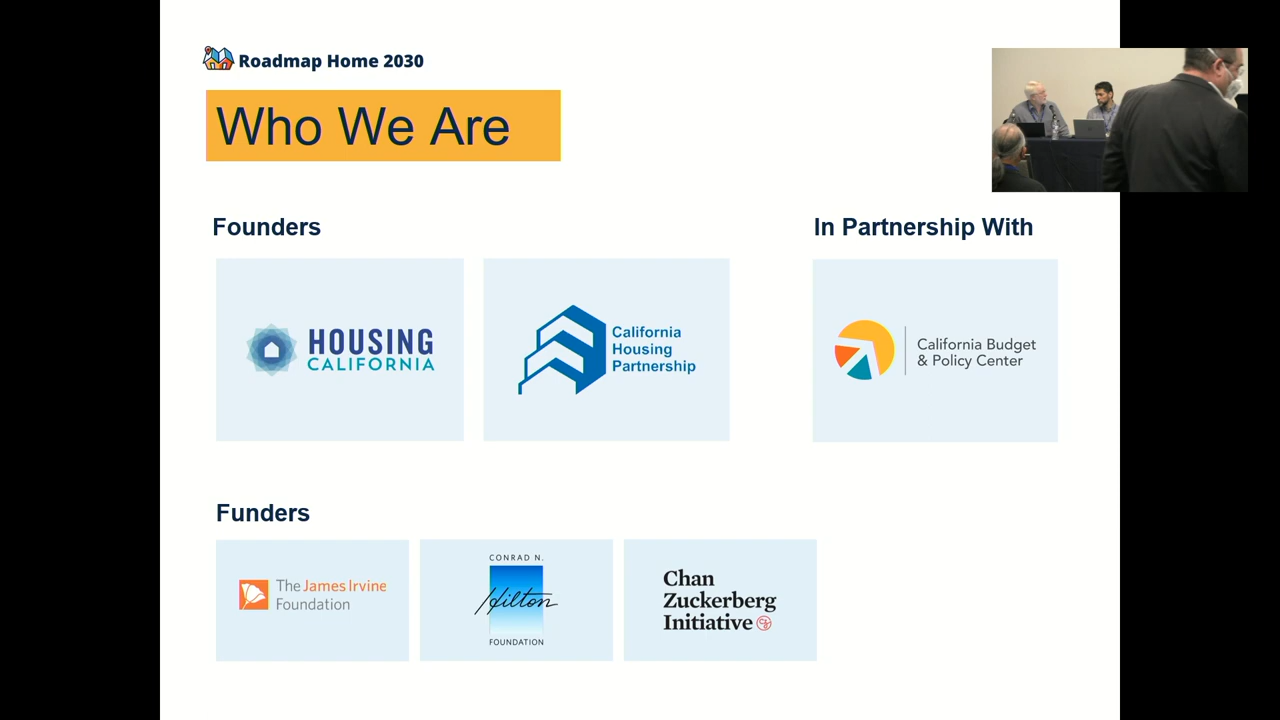 Roadmap Home 2030
Who We Are
Founders
In Partnership With
HOUSING
CALIFORNIA
California
Housing
Partnership
California Budget
& Policy Center
Funders
The James Irvine
Foundation
CONRAD N.
Hilton
FOUNDATION
Chan
Zuckerberg
Initiative